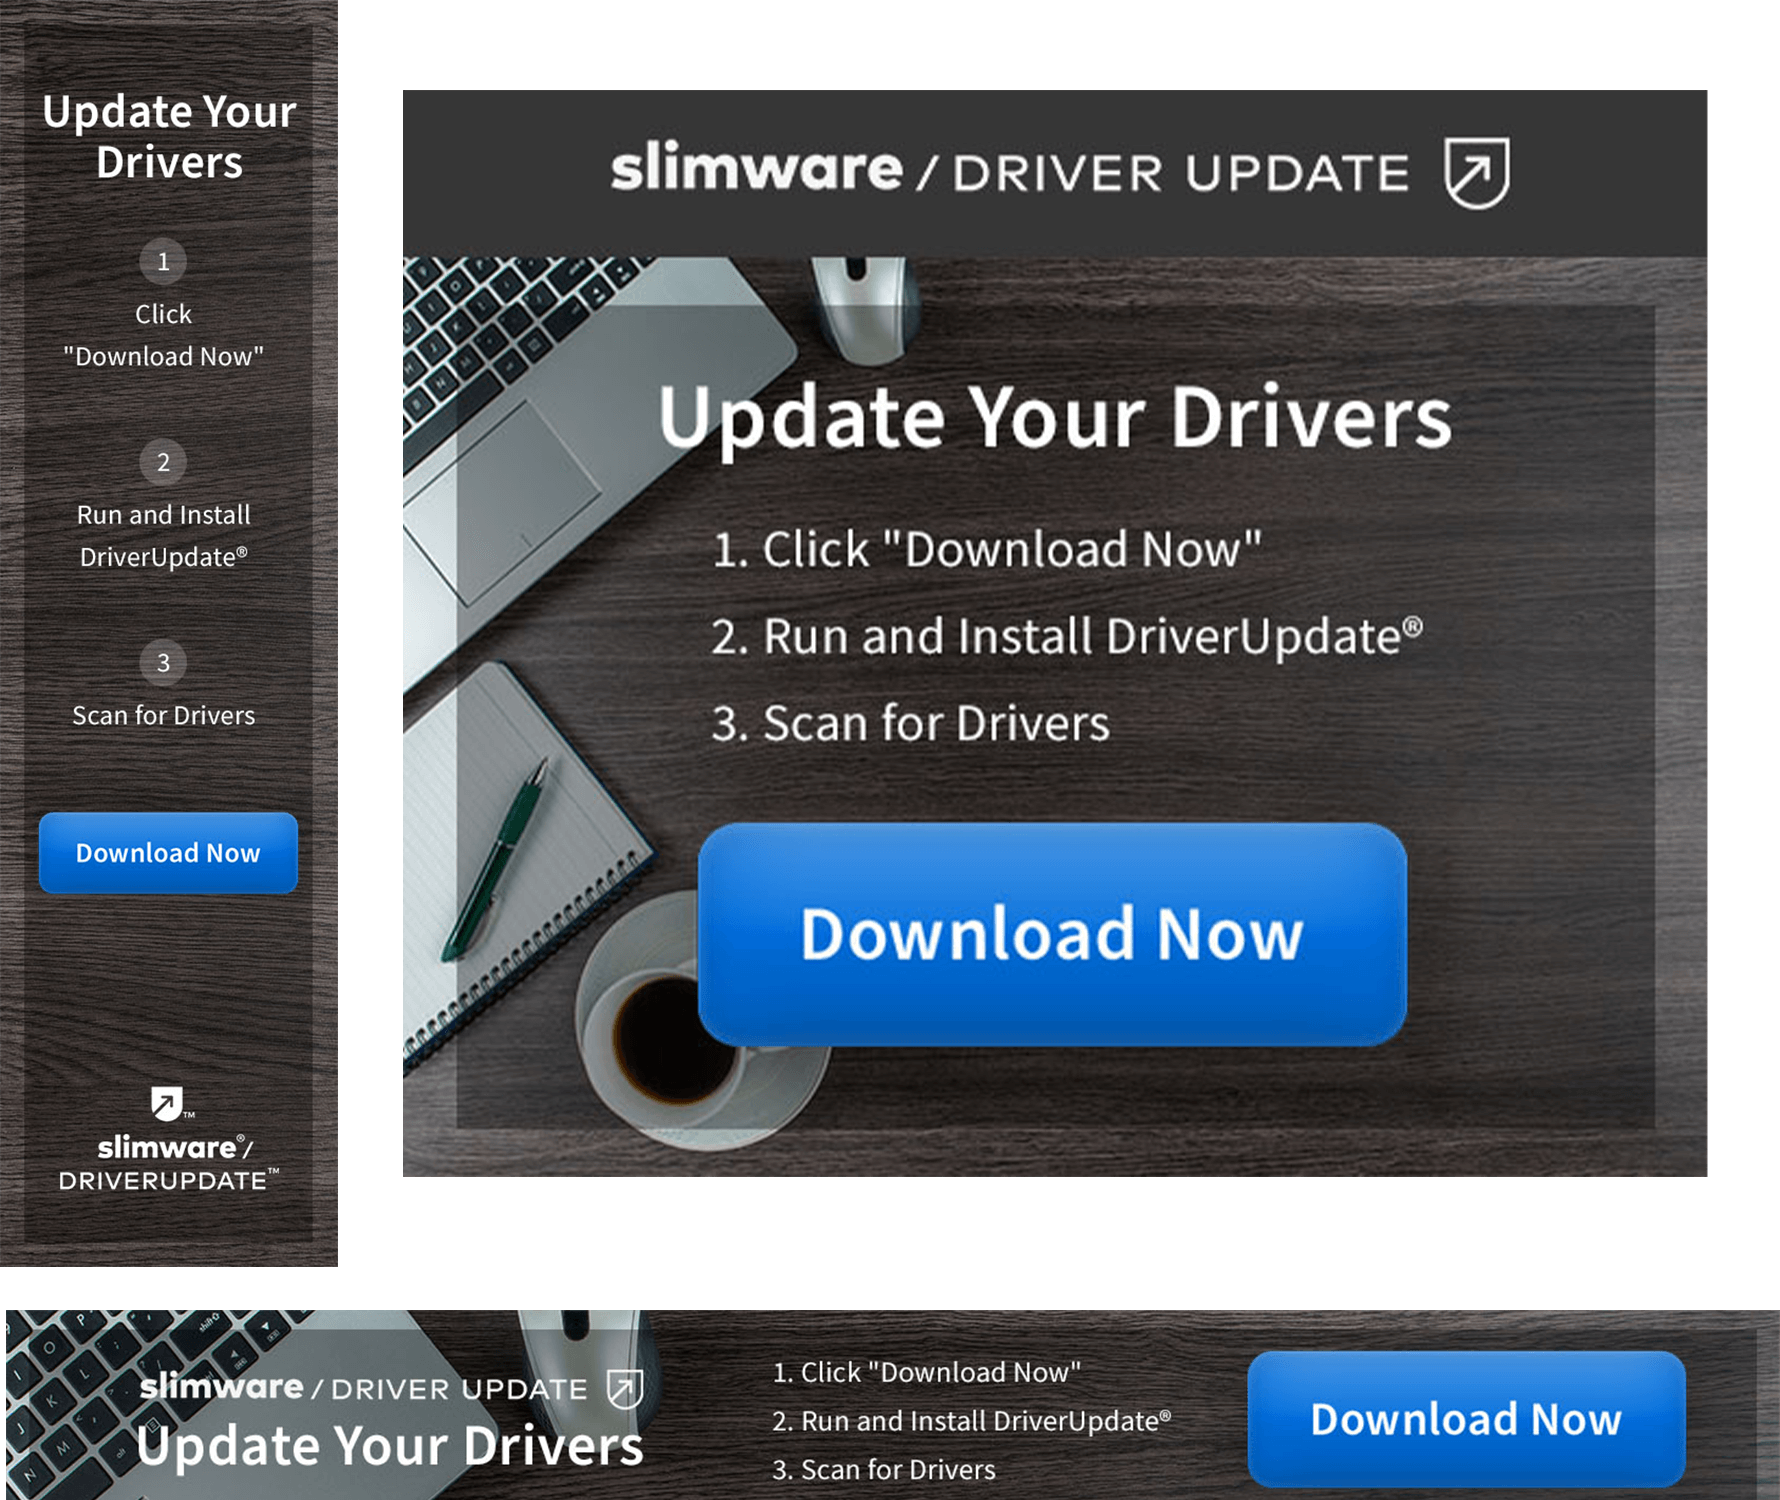 Update Your
Drivers
1
Click
"Download Now"
2
Run and Install
DriverUpdate®
3
Scan for Drivers
Download Now
™
slimware®/
DRIVERUPDATE™
slimware / DRIVER UPDATE
Update Your Drivers
1. Click "Download Now"
2. Run and Install DriverUpdate®
3. Scan for Drivers
Download Now
slimware / DRIVER UPDATE
Update Your Drivers
1. Click "Download Now"
2. Run and Install DriverUpdate®
3. Scan for Drivers
Download Now